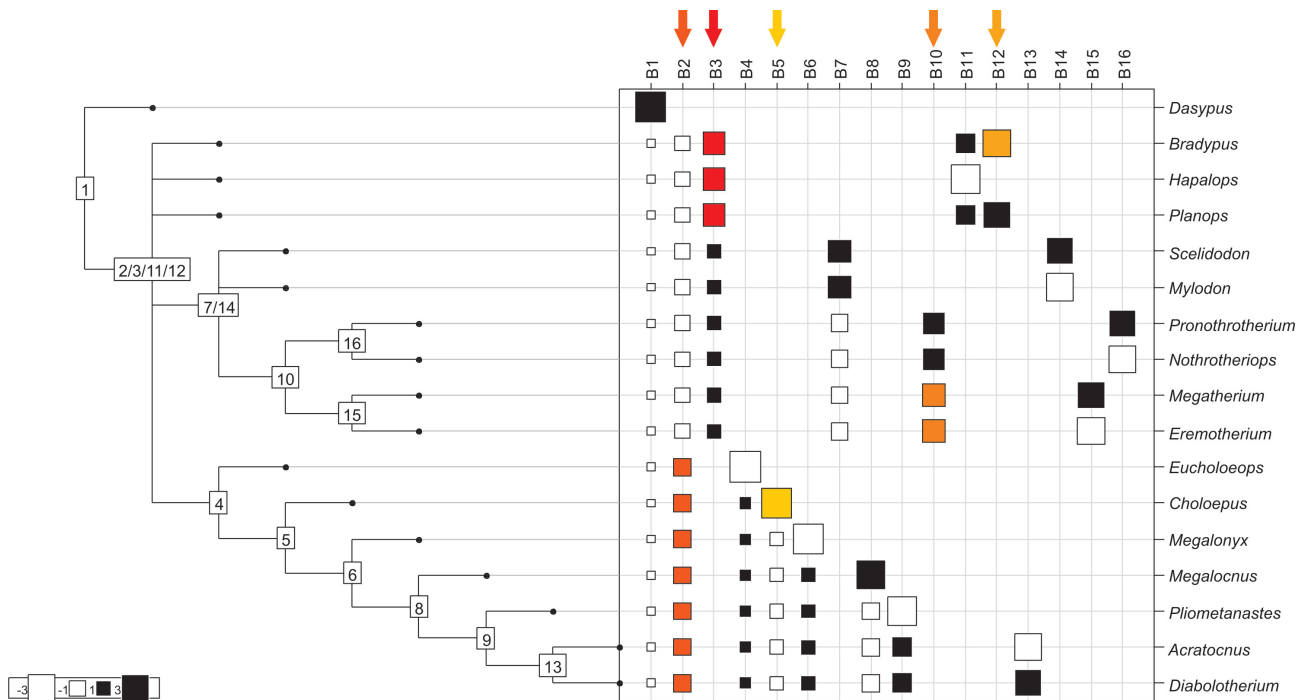 B1 B2 B3 B4 B5 B6 B7 B8 B9 B10 B11 B12 B13 B14 B15 B16
Dasypus
Bradypus
1
Hapalops
Planops
Scelidodon
2/3/11/12
Mylodon
7/14
Pronothrotherium
16
Nothrotheriops
10
Megatherium
15
Eremotherium
Eucholoeops
4
Choloepus
5
Megalonyx
6
Megalocnus
8
Pliometanastes
9
Acratocnus
13
Diabolotherium
-3 -1 1 3